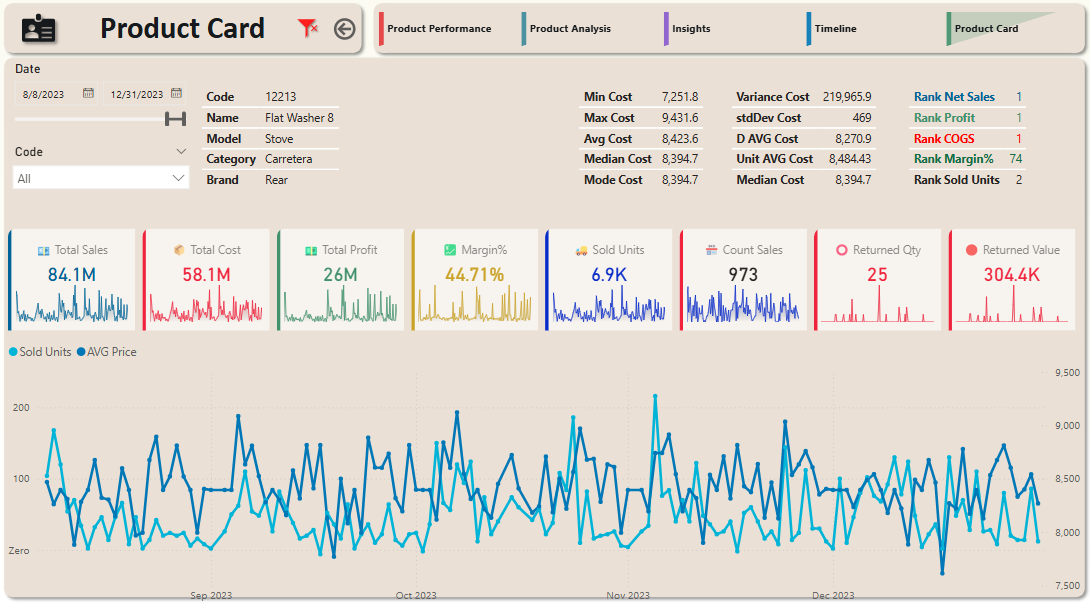 Product Card
Product Performance
Product Analysis
Insights
Timeline
Product Card
Date
8/8/2023
12/31/2023
Code
All
Code 12213
Name Flat Washer 8
Model Stove
Category Carretera
Brand Rear
Min Cost 7,251.8
Max Cost 9,431.6
Avg Cost 8,423.6
Median Cost 8,394.7
Mode Cost 8,394.7
Variance Cost 219,965.9
stdDev Cost 469
D AVG Cost 8,270.9
Unit AVG Cost 8,484.43
Median Cost 8,394.7
Rank Net Sales 1
Rank Profit 1
Rank COGS 1
Rank Margin% 74
Rank Sold Units 2
Total Sales
84.1M
Total Cost
58.1M
Total Profit
26M
Margin%
44.71%
Sold Units
6.9K
Count Sales
973
Returned Qty
25
Returned Value
304.4K
Sold Units AVG Price
200
100
Zero
9,500
9,000
8,500
8,000
7,500
Sep 2023
Oct 2023
Nov 2023
Dec 2023